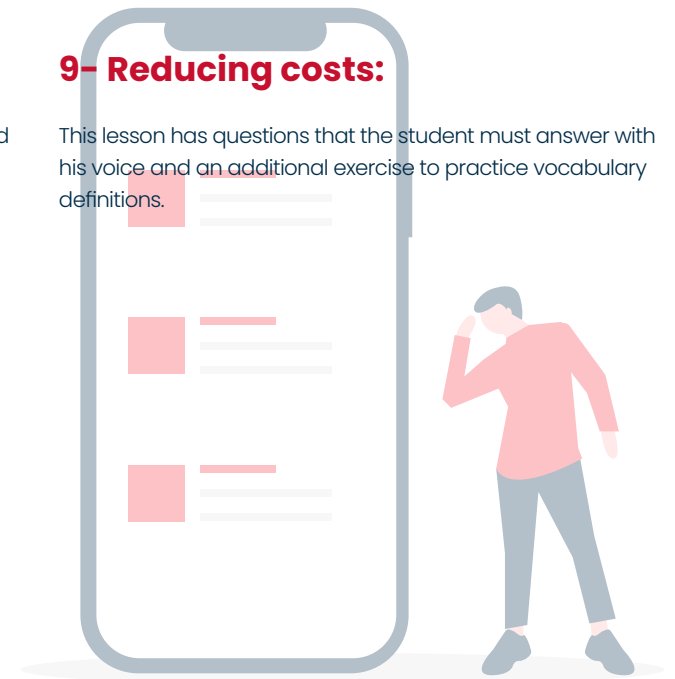 9- Reducing costs:
This lesson has questions that the student must answer with
his voice and an additional exercise to practice vocabulary
definitions.